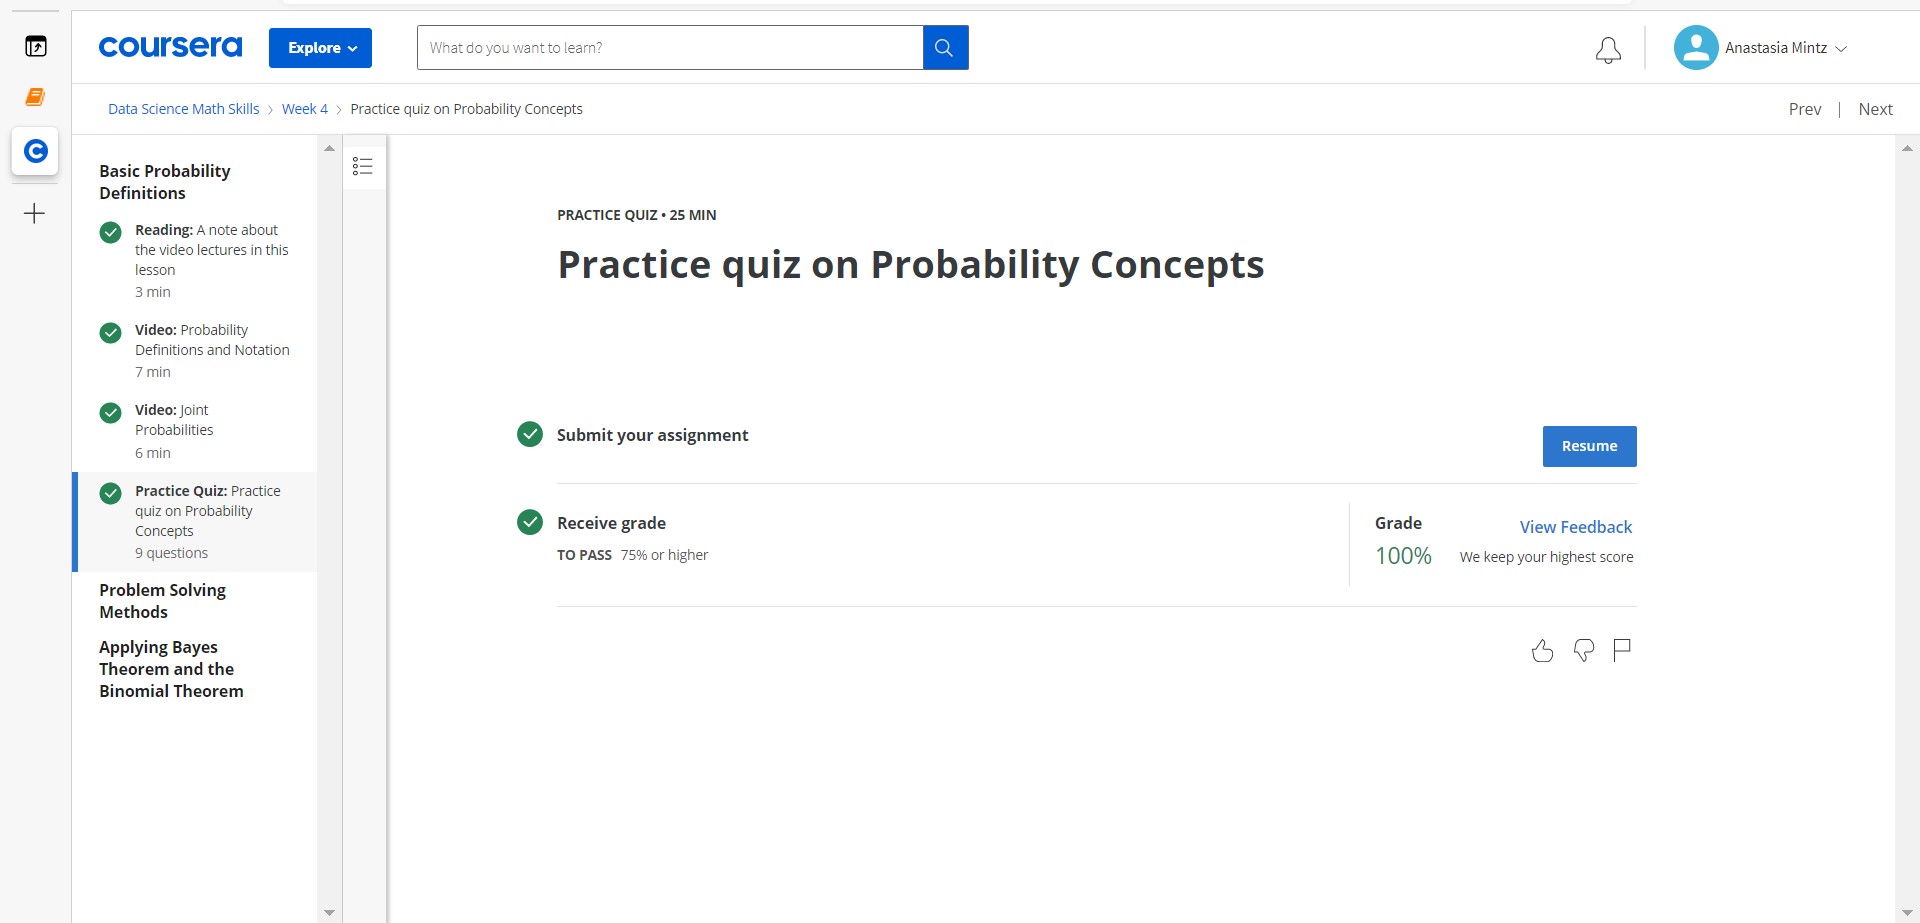 coursera
Explore
What do you want to learn?
Anastasia Mintz
Data Science Math Skills > Week 4 > Practice quiz on Probability Concepts
Prev | Next
Basic Probability
Definitions
Reading: A note about
the video lectures in this
lesson
3 min
Video: Probability
Definitions and Notation
7 min
Video: Joint
Probabilities
6 min
Practice Quiz: Practice
quiz on Probability
Concepts
9 questions
Problem Solving
Methods
Applying Bayes
Theorem and the
Binomial Theorem
PRACTICE QUIZ • 25 MIN
Practice quiz on Probability Concepts
Submit your assignment
Resume
Receive grade
TO PASS 75% or higher
Grade
100%
View Feedback
We keep your highest score